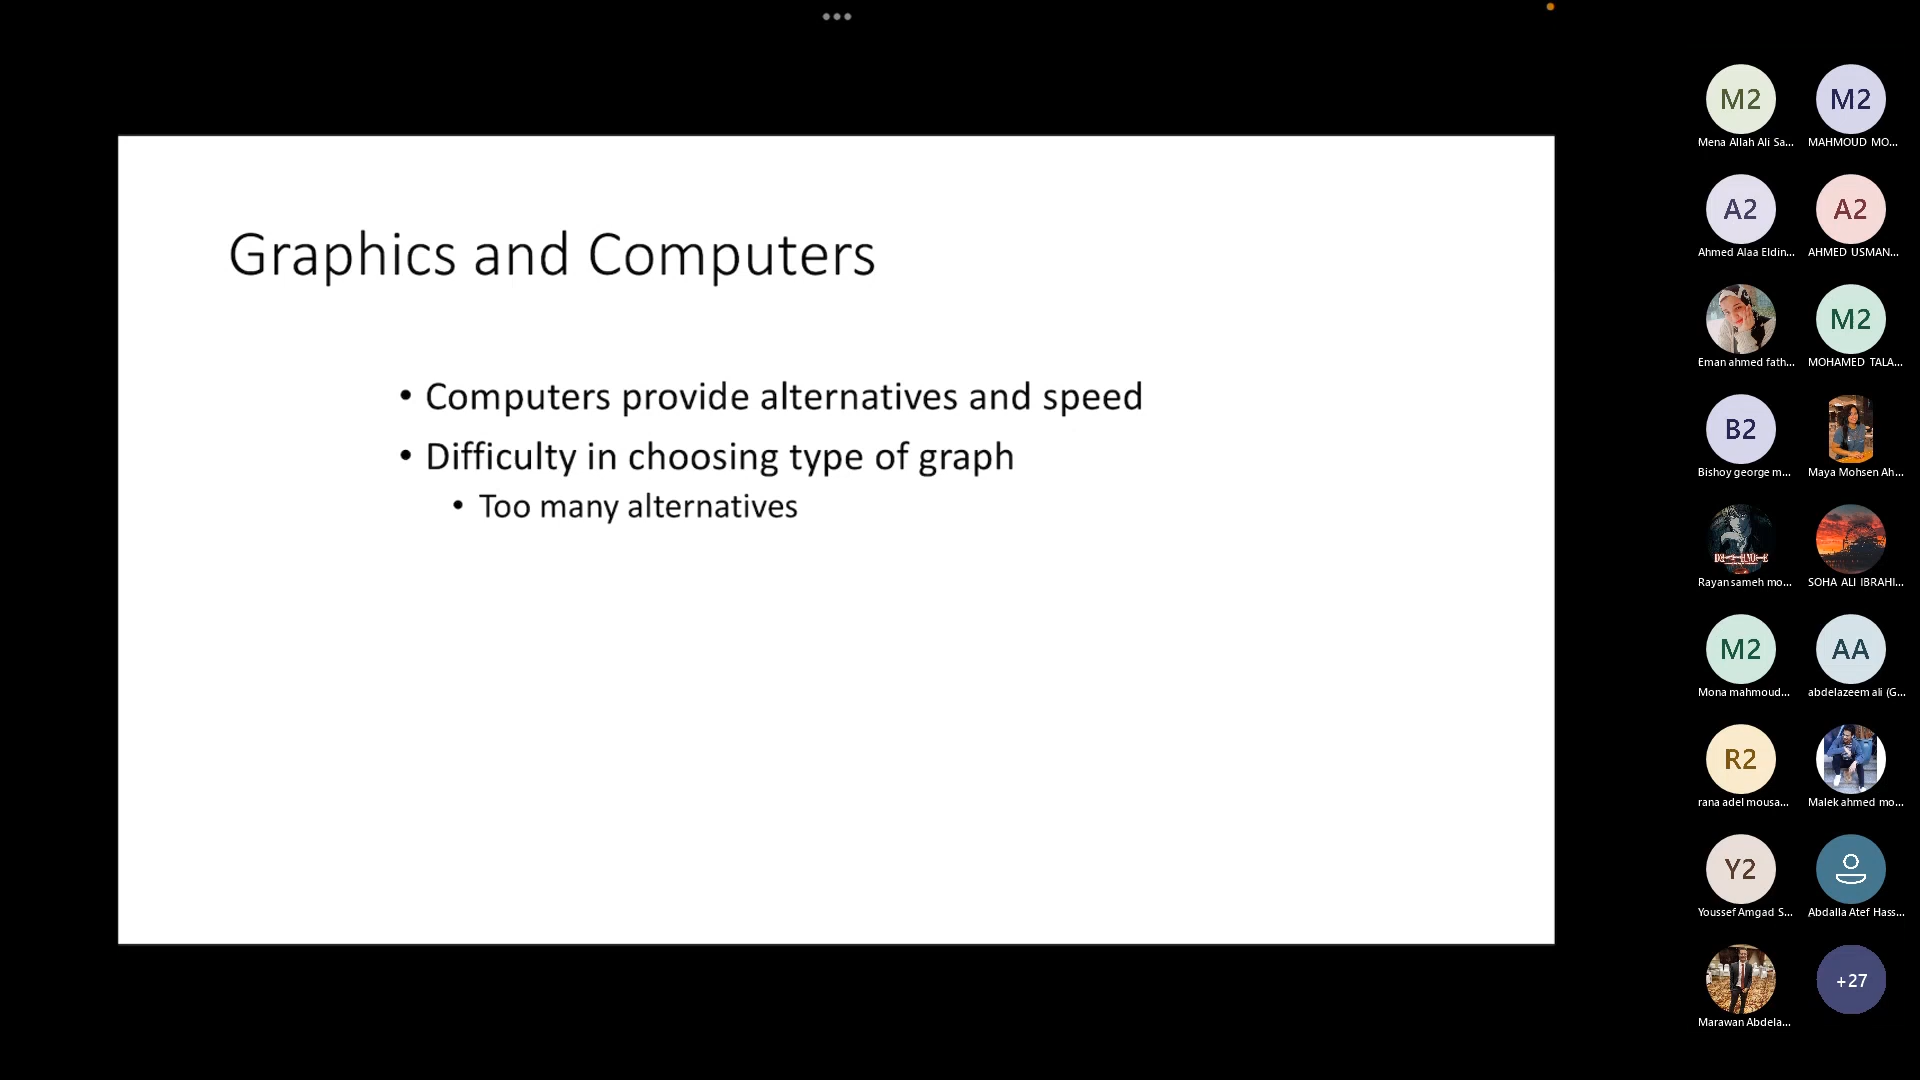 Graphics and Computers
• Computers provide alternatives and speed
• Difficulty in choosing type of graph
• Too many alternatives
M2
M2
Mena Allah Ali Sa...
MAHMOUD MO...
A2
A2
Ahmed Alaa Eldin...
AHMED USMAN...
M2
Eman ahmed fath...
MOHAMED TALA...
B2
Bishoy george m...
Maya Mohsen Ah...
Rayan sameh mo...
SOHA ALI IBRAHI...
M2
AA
Mona mahmoud...
abdelazeem ali (G...
R2
rana adel mousa...
Malek ahmed mo...
Y2
Youssef Amgad S...
Abdalla Atef Hass...
+27
Marawan Abdela...